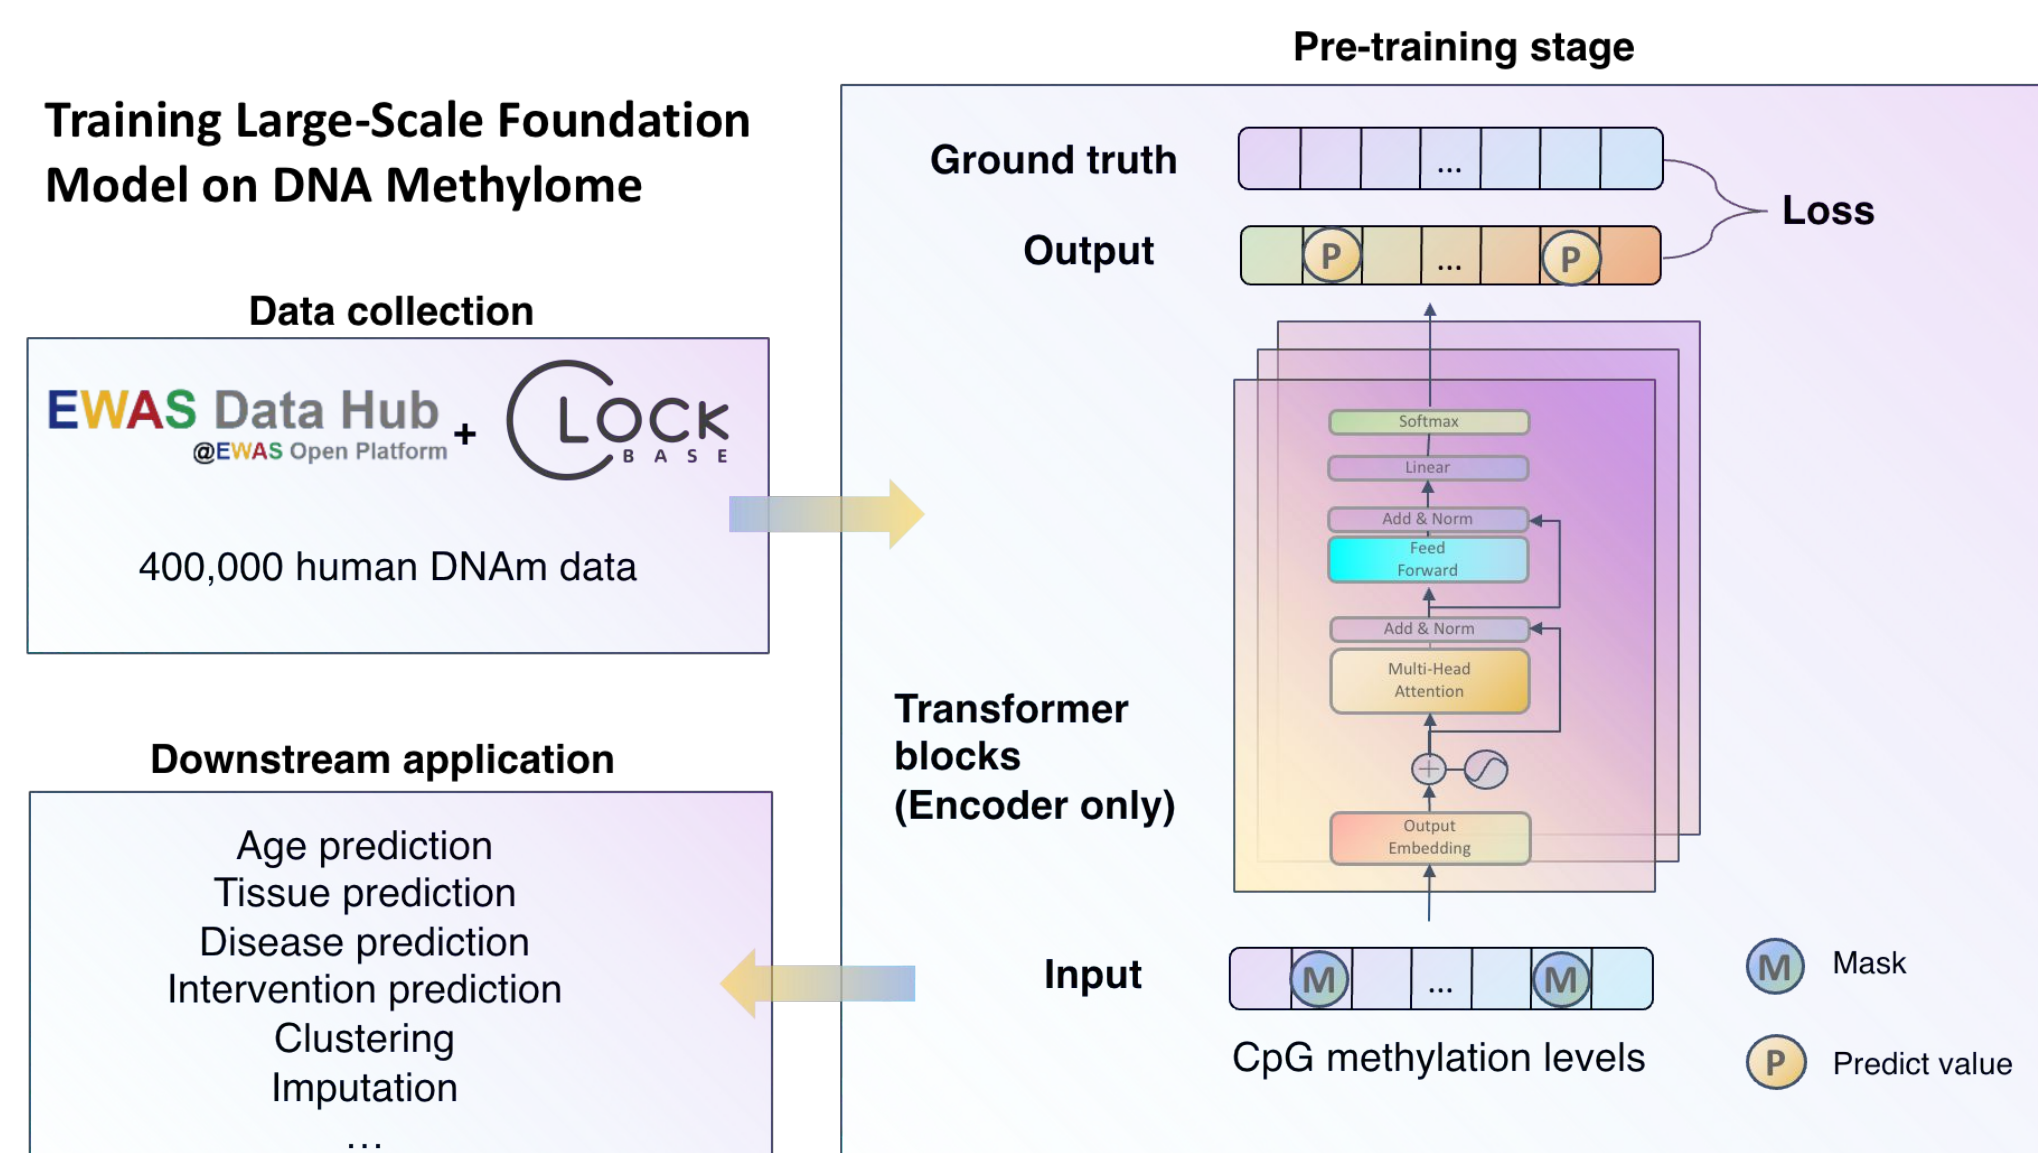 Training Large-Scale Foundation
Model on DNA Methylome
Data collection
EWAS Data Hub
@EWAS Open Platform
+
CLOCK
BASE
400,000 human DNAm data
Downstream application
Age prediction
Tissue prediction
Disease prediction
Intervention prediction
Clustering
Imputation
...
Pre-training stage
Ground truth
...
Loss
Output
P
...
P
Softmax
Linear
Add & Norm
Feed
Forward
Add & Norm
Multi-Head
Attention
Transformer
blocks
(Encoder only)
+
Output
Embedding
Input
M
...
M
CpG methylation levels
M Mask
P Predict value